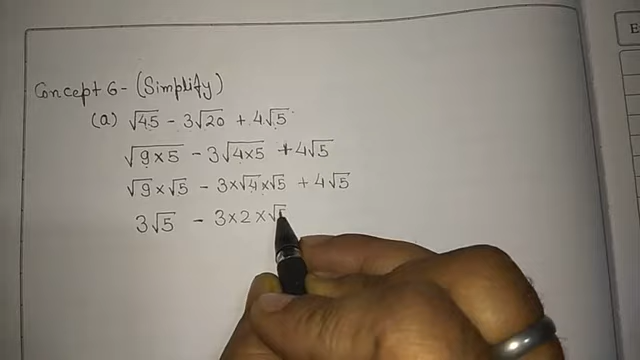 Concept 6 - (Simplify)
(a) √45 - 3√20 + 4√5
√9×5 - 3√4×5 + 4√5
√9 × √5 - 3×√4×√5 + 4√5
3√5 - 3×2×√
E